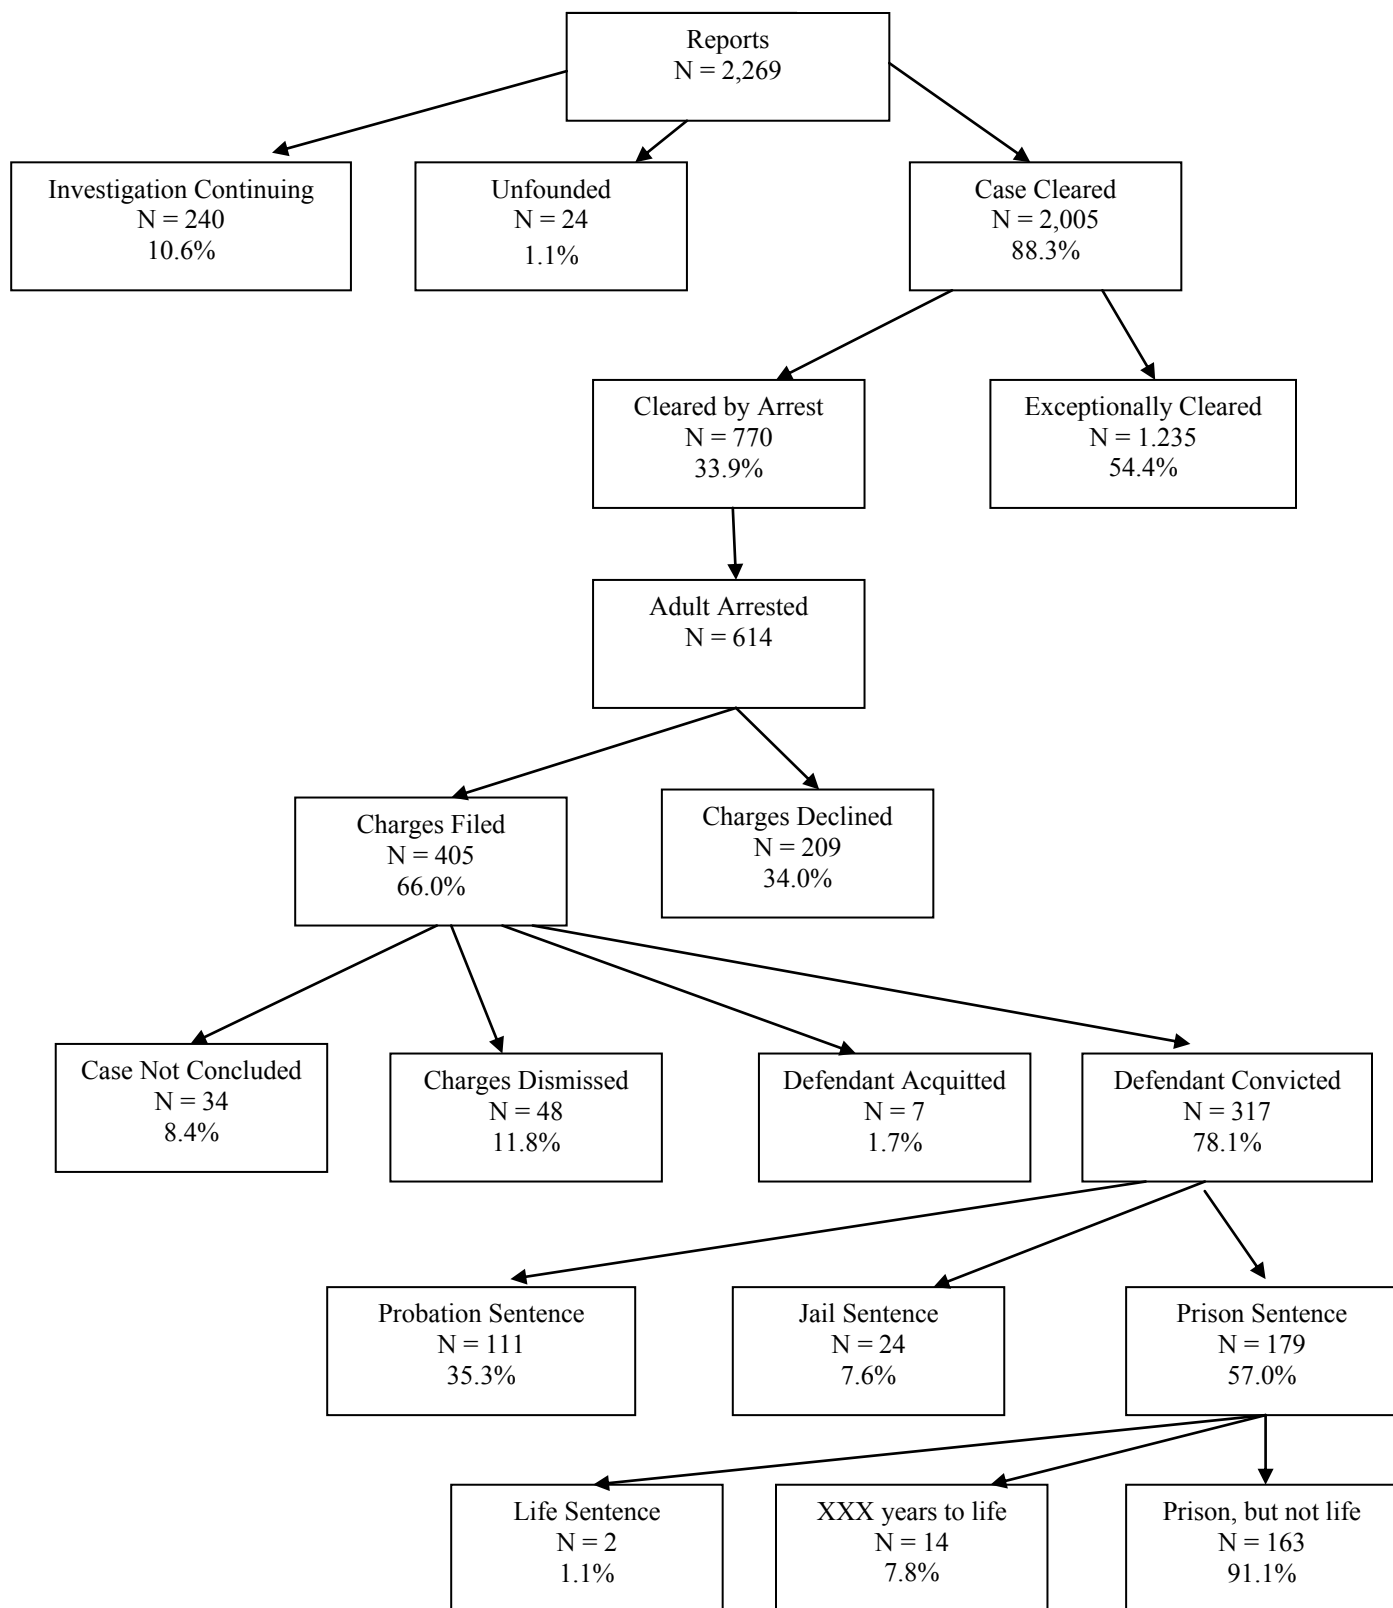 Reports
N = 2,269
Investigation Continuing
N = 240
10.6%
Unfounded
N = 24
1.1%
Case Cleared
N = 2,005
88.3%
Cleared by Arrest
N = 770
33.9%
Exceptionally Cleared
N = 1.235
54.4%
Adult Arrested
N = 614
Charges Filed
N = 405
66.0%
Charges Declined
N = 209
34.0%
Case Not Concluded
N = 34
8.4%
Charges Dismissed
N = 48
11.8%
Defendant Acquitted
N = 7
1.7%
Defendant Convicted
N = 317
78.1%
Probation Sentence
N = 111
35.3%
Jail Sentence
N = 24
7.6%
Prison Sentence
N = 179
57.0%
Life Sentence
N = 2
1.1%
XXX years to life
N = 14
7.8%
Prison, but not life
N = 163
91.1%